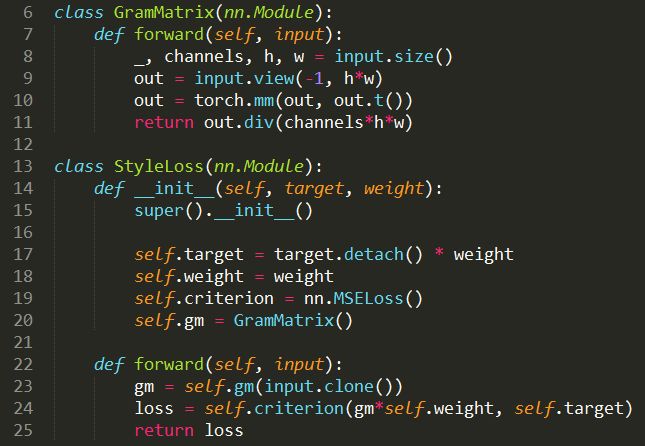 6 class GramMatrix(nn.Module):
7     def forward(self, input):
8         _, channels, h, w = input.size()
9         out = input.view(-1, h*w)
10         out = torch.mm(out, out.t())
11         return out.div(channels*h*w)
12
13 class StyleLoss(nn.Module):
14     def __init__(self, target, weight):
15         super().__init__()
16
17         self.target = target.detach() * weight
18         self.weight = weight
19         self.criterion = nn.MSELoss()
20         self.gm = GramMatrix()
21
22     def forward(self, input):
23         gm = self.gm(input.clone())
24         loss = self.criterion(gm*self.weight, self.target)
25         return loss